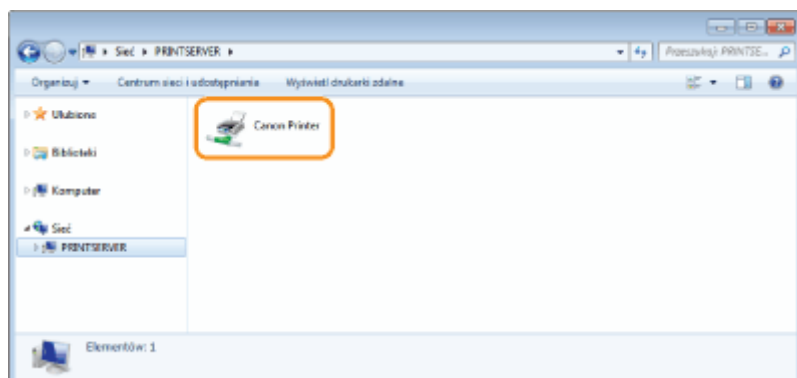 Sieć ▸ PRINTSERVER ▸
Przeszukaj: PRINTSE...
Organizuj
Centrum sieci i udostępniania
Wyświetl drukarki zdalne
Ulubione
Canon Printer
Biblioteki
Komputer
Sieć
PRINTSERVER
Elementów: 1